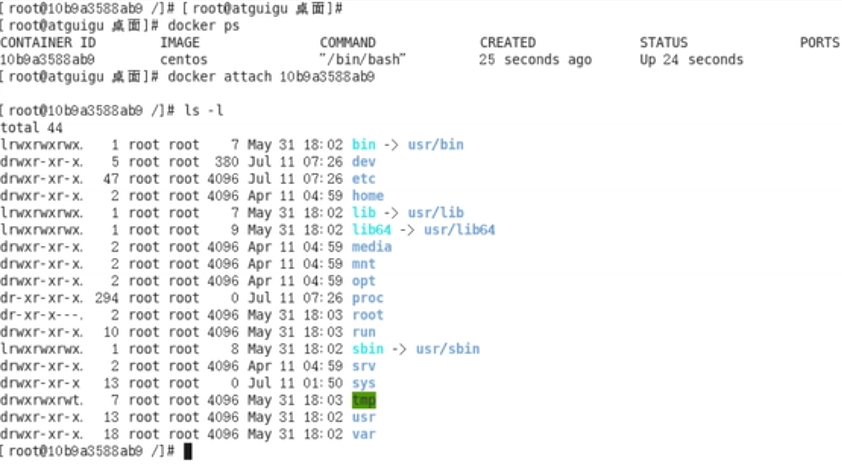 [root@10b9a3588ab9 /]# [root@atguigu 桌面]#
[root@atguigu 桌面]# docker ps
CONTAINER ID        IMAGE               COMMAND             CREATED             STATUS              PORTS
10b9a3588ab9        centos              "/bin/bash"         25 seconds ago      Up 24 seconds
[root@atguigu 桌面]# docker attach 10b9a3588ab9
[root@10b9a3588ab9 /]# ls -l
total 44
lrwxrwxrwx.   1 root root    7 May 31 18:02 bin -> usr/bin
drwxr-xr-x.   5 root root  380 Jul 11 07:26 dev
drwxr-xr-x.  47 root root 4096 Jul 11 07:26 etc
drwxr-xr-x.   2 root root 4096 Apr 11 04:59 home
lrwxrwxrwx.   1 root root    7 May 31 18:02 lib -> usr/lib
lrwxrwxrwx.   1 root root    9 May 31 18:02 lib64 -> usr/lib64
drwxr-xr-x.   2 root root 4096 Apr 11 04:59 media
drwxr-xr-x.   2 root root 4096 Apr 11 04:59 mnt
drwxr-xr-x.   2 root root 4096 Apr 11 04:59 opt
dr-xr-xr-x. 294 root root    0 Jul 11 07:26 proc
dr-xr-x---.   2 root root 4096 May 31 18:03 root
drwxr-xr-x.  10 root root 4096 May 31 18:03 run
lrwxrwxrwx.   1 root root    8 May 31 18:02 sbin -> usr/sbin
drwxr-xr-x.   2 root root 4096 Apr 11 04:59 srv
drwxr-xr-x   13 root root    0 Jul 11 01:50 sys
drwxrwxrwt.   7 root root 4096 May 31 18:03 tmp
drwxr-xr-x.  13 root root 4096 May 31 18:02 usr
drwxr-xr-x.  18 root root 4096 May 31 18:02 var
[root@10b9a3588ab9 /]#